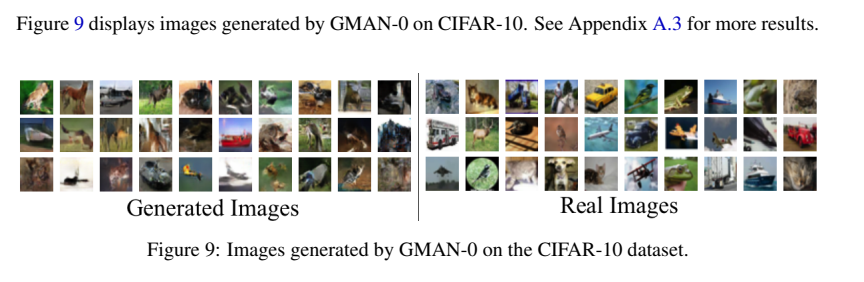 Figure 9 displays images generated by GMAN-0 on CIFAR-10. See Appendix A.3 for more results.
Generated Images
Real Images
Figure 9: Images generated by GMAN-0 on the CIFAR-10 dataset.